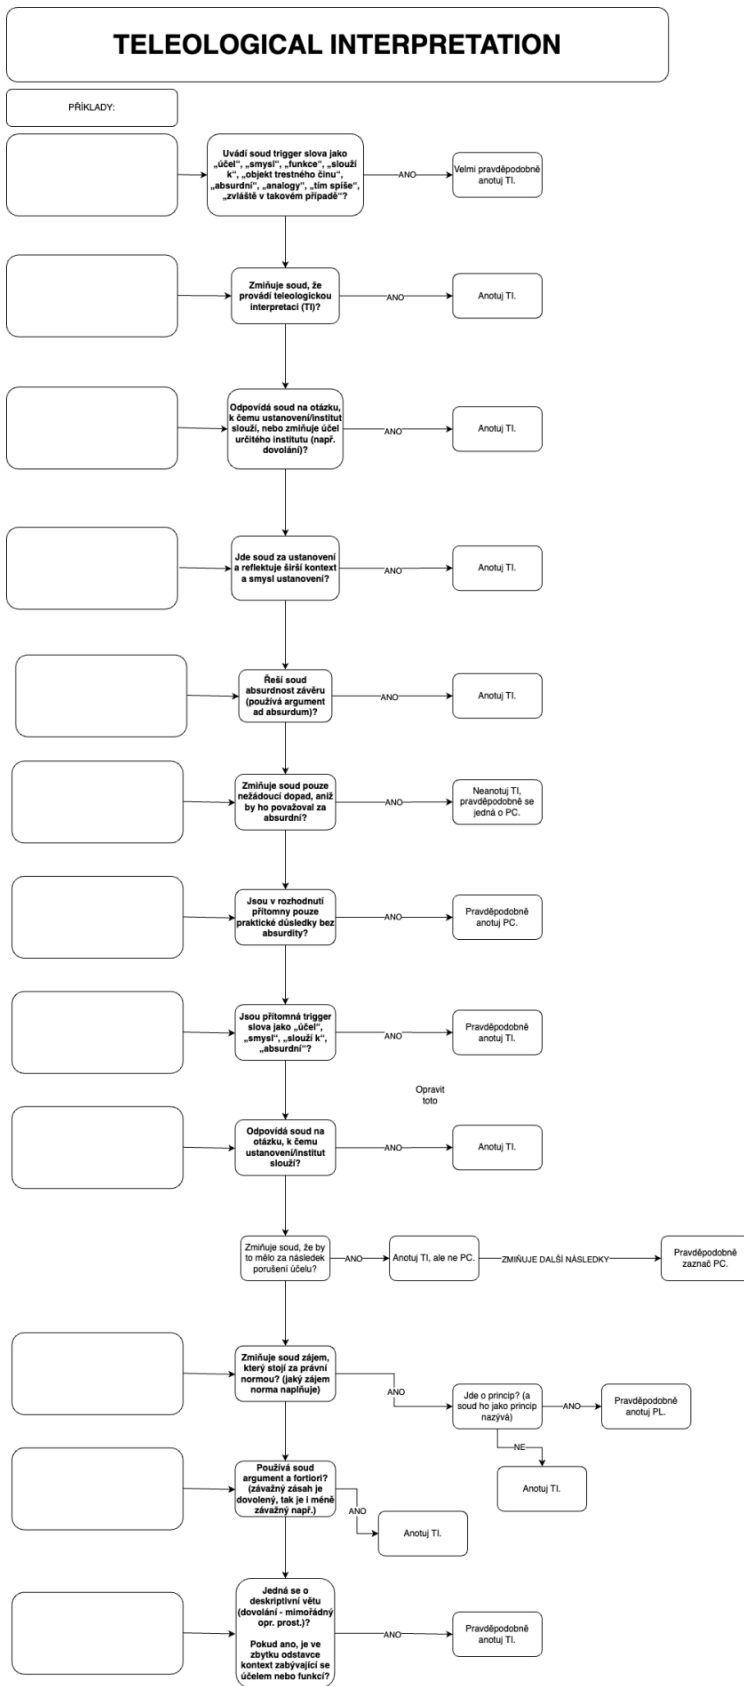 TELEOLOGICAL INTERPRETATION
PŘÍKLADY:
Uvádí soud trigger slova jako
„účel“, „smysl“, „funkce“, „slouží
k“, „objekt trestného činu“,
„absurdní“, „analogy“, „tím spíše“,
„zvláště v takovém případě“?
ANO
Velmi pravděpodobně
anotuj TI.
Zmiňuje soud, že
provádí teleologickou
interpretaci (TI)?
ANO
Anotuj TI.
Odpovídá soud na otázku,
k čemu ustanovení/institut
slouží, nebo zmiňuje účel
určitého institutu (např.
dovolání)?
ANO
Anotuj TI.
Jde soud za ustanovení
a reflektuje širší kontext
a smysl ustanovení?
ANO
Anotuj TI.
Řeší soud
absurdnost závěru
(používá argument
ad absurdum)?
ANO
Anotuj TI.
Zmiňuje soud pouze
nežádoucí dopad, aniž
by ho považoval za
absurdní?
ANO
Neanotuj TI,
pravděpodobně se
jedná o PC.
Jsou v rozhodnutí
přítomny pouze
praktické důsledky bez
absurdity?
ANO
Pravděpodobně
anotuj PC.
Jsou přítomná trigger
slova jako „účel“,
„smysl“, „slouží k“,
„absurdní“?
ANO
Pravděpodobně
anotuj TI.
Opravit
toto
Odpovídá soud na
otázku, k čemu
ustanovení/institut
slouží?
ANO
Anotuj TI.
Zmiňuje soud, že by
to mělo za následek
porušení účelu?
ANO
Anotuj TI, ale ne PC.
ZMIŇUJE DALŠÍ NÁSLEDKY
Pravděpodobně
zaznač PC.
Zmiňuje soud zájem,
který stojí za právní
normou? (jaký zájem
norma naplňuje)
ANO
Jde o princip? (a
soud ho jako princip
nazývá)
ANO
Pravděpodobně
anotuj PL.
NE
Anotuj TI.
Používá soud
argument a fortiori?
(závažný zásah je
dovolený, tak je i méně
závažný např.)
ANO
Anotuj TI.
Jedná se o
deskriptivní větu
(dovolání - mimořádný
opr. prost.)?
Pokud ano, je ve
zbytku odstavce
kontext zabývající se
účelem nebo funkcí?
ANO
Pravděpodobně
anotuj TI.